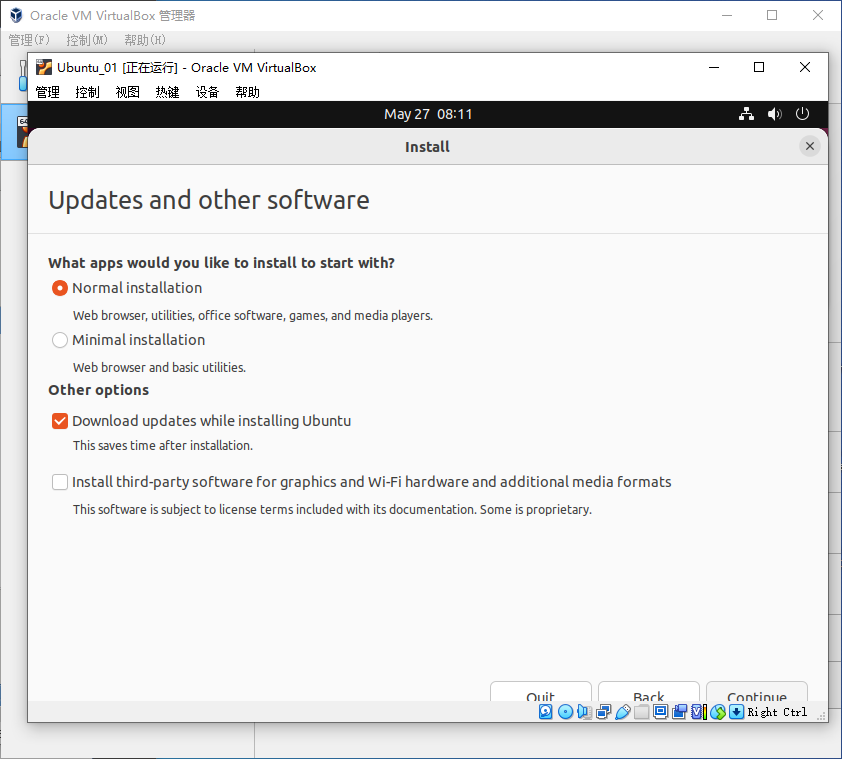 Oracle VM VirtualBox 管理器
管理(F) 控制(M) 帮助(H)
Ubuntu_01 [正在运行] - Oracle VM VirtualBox
管理 控制 视图 热键 设备 帮助
64
May 27 08:11
Install
Updates and other software
What apps would you like to install to start with?
Normal installation
Web browser, utilities, office software, games, and media players.
Minimal installation
Web browser and basic utilities.
Other options
Download updates while installing Ubuntu
This saves time after installation.
Install third-party software for graphics and Wi-Fi hardware and additional media formats
This software is subject to license terms included with its documentation. Some is proprietary.
Quit Back Continue
Right Ctrl